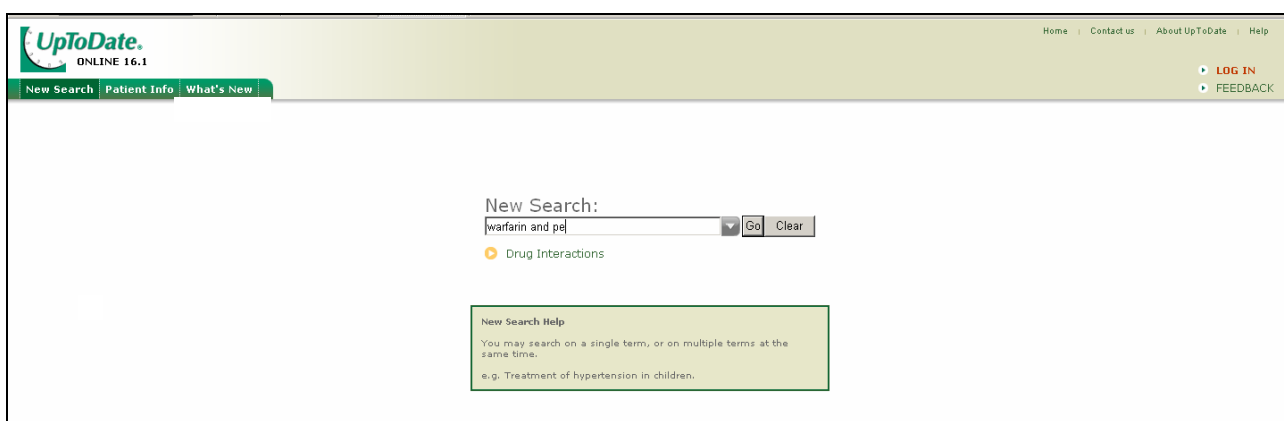 UpToDate®
ONLINE 16.1
Home | Contact us | About UpToDate | Help
LOG IN
FEEDBACK
New Search Patient Info What's New
New Search:
warfarin and pe
Go Clear
Drug Interactions
New Search Help
You may search on a single term, or on multiple terms at the
same time.
e.g. Treatment of hypertension in children.